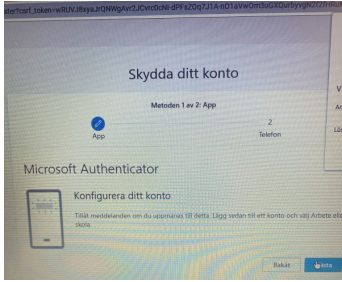 Skydda ditt konto
Metoden 1 av 2: App
2
App
Telefon
Microsoft Authenticator
Konfigurera ditt konto
Tillåt meddelanden om du uppmanas till detta. Lägg sedan till ett konto och välj Arbete elle
skola.
Bakåt
Nästa